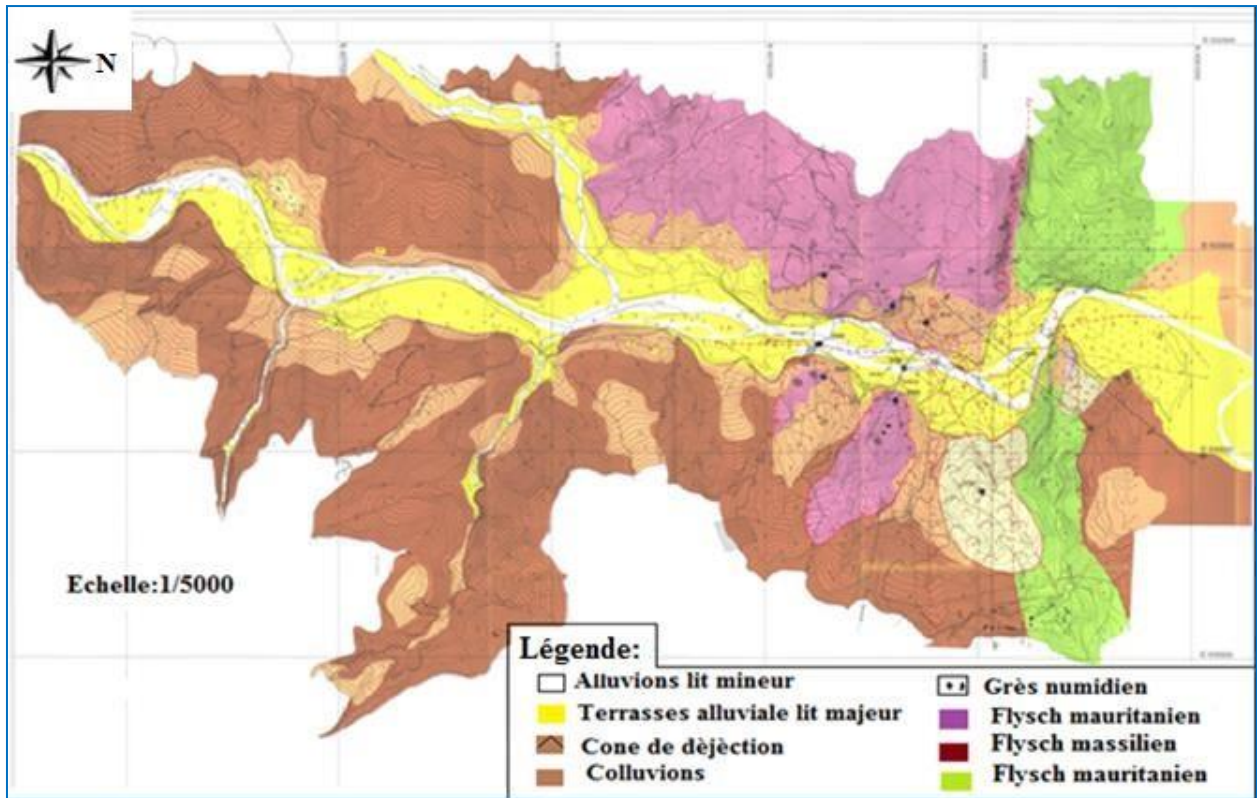 N
Echelle:1/5000
Légende:
Alluvions lit mineur
Terrasses alluviale lit majeur
Cone de dèjèction
Colluvions
Grès numidien
Flysch mauritanien
Flysch massilien
Flysch mauritanien